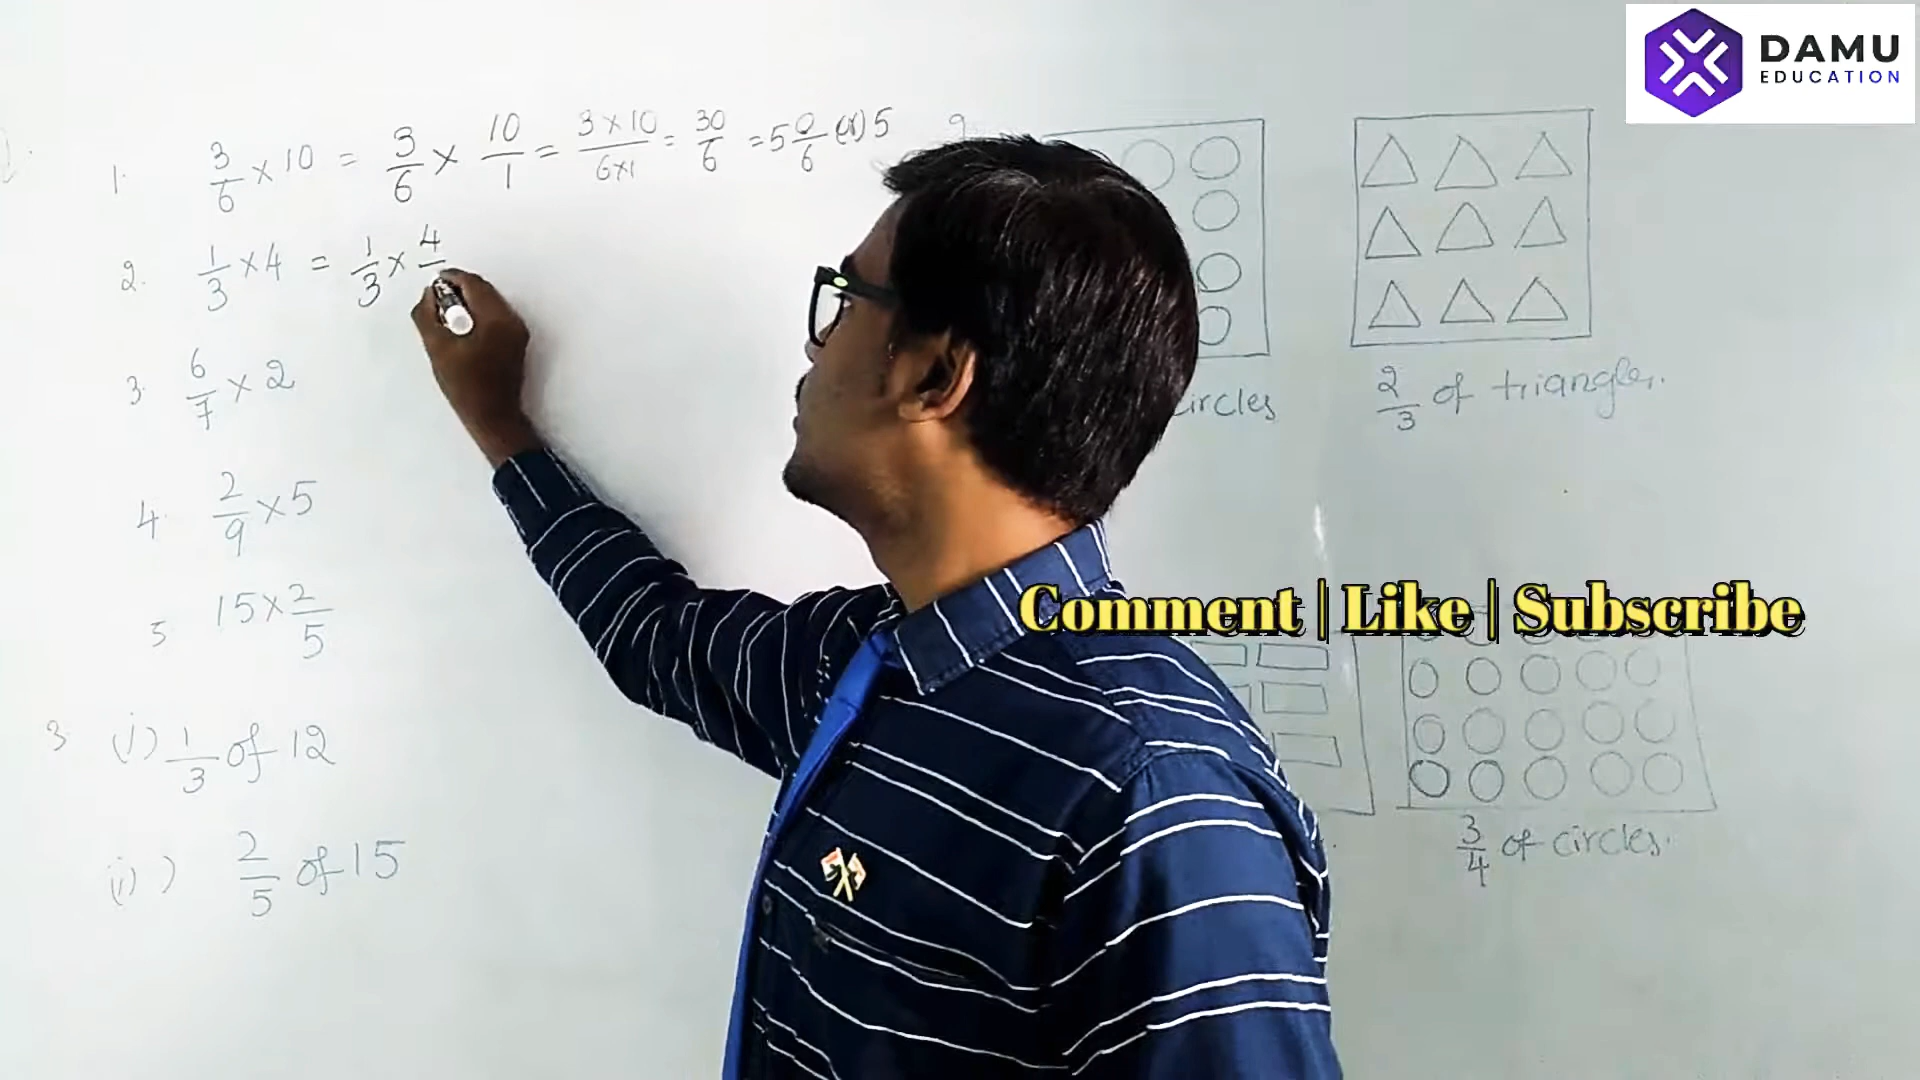 DAMU
EDUCATION
1. 3/6 × 10 = 3/6 × 10/1 = 3×10/6×1 = 30/6 = 5 0/6 (or) 5
2. 1/3 × 4 = 1/3 × 4/
3. 6/7 × 2
4. 2/9 × 5
5 15 × 2/5
3 (i) 1/3 of 12
(ii) 2/5 of 15
circles
2/3 of triangles.
Comment | Like | Subscribe
3/4 of circles.